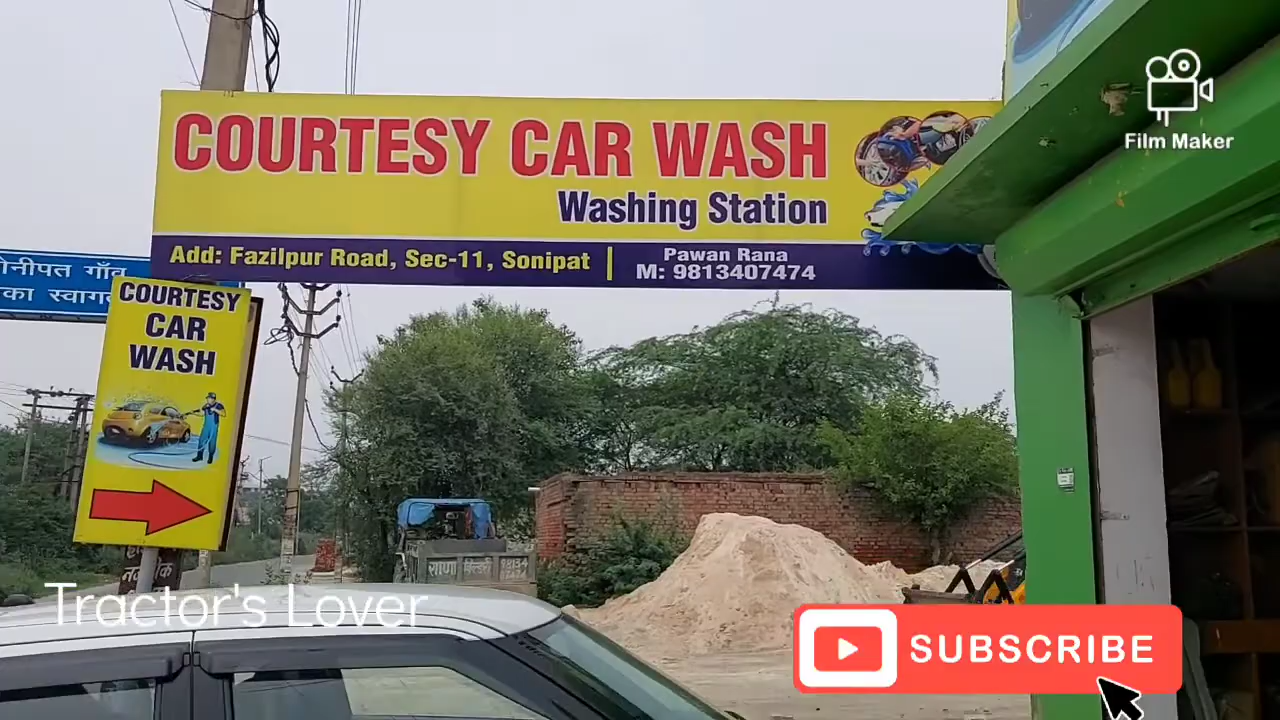 Film Maker
COURTESY CAR WASH
Washing Station
Add: Fazilpur Road, Sec-11, Sonipat
Pawan Rana
M: 9813407474
ोनीपत गाँव
का स्वाग
COURTESY
CAR
WASH
Tractor's Lover
SUBSCRIBE